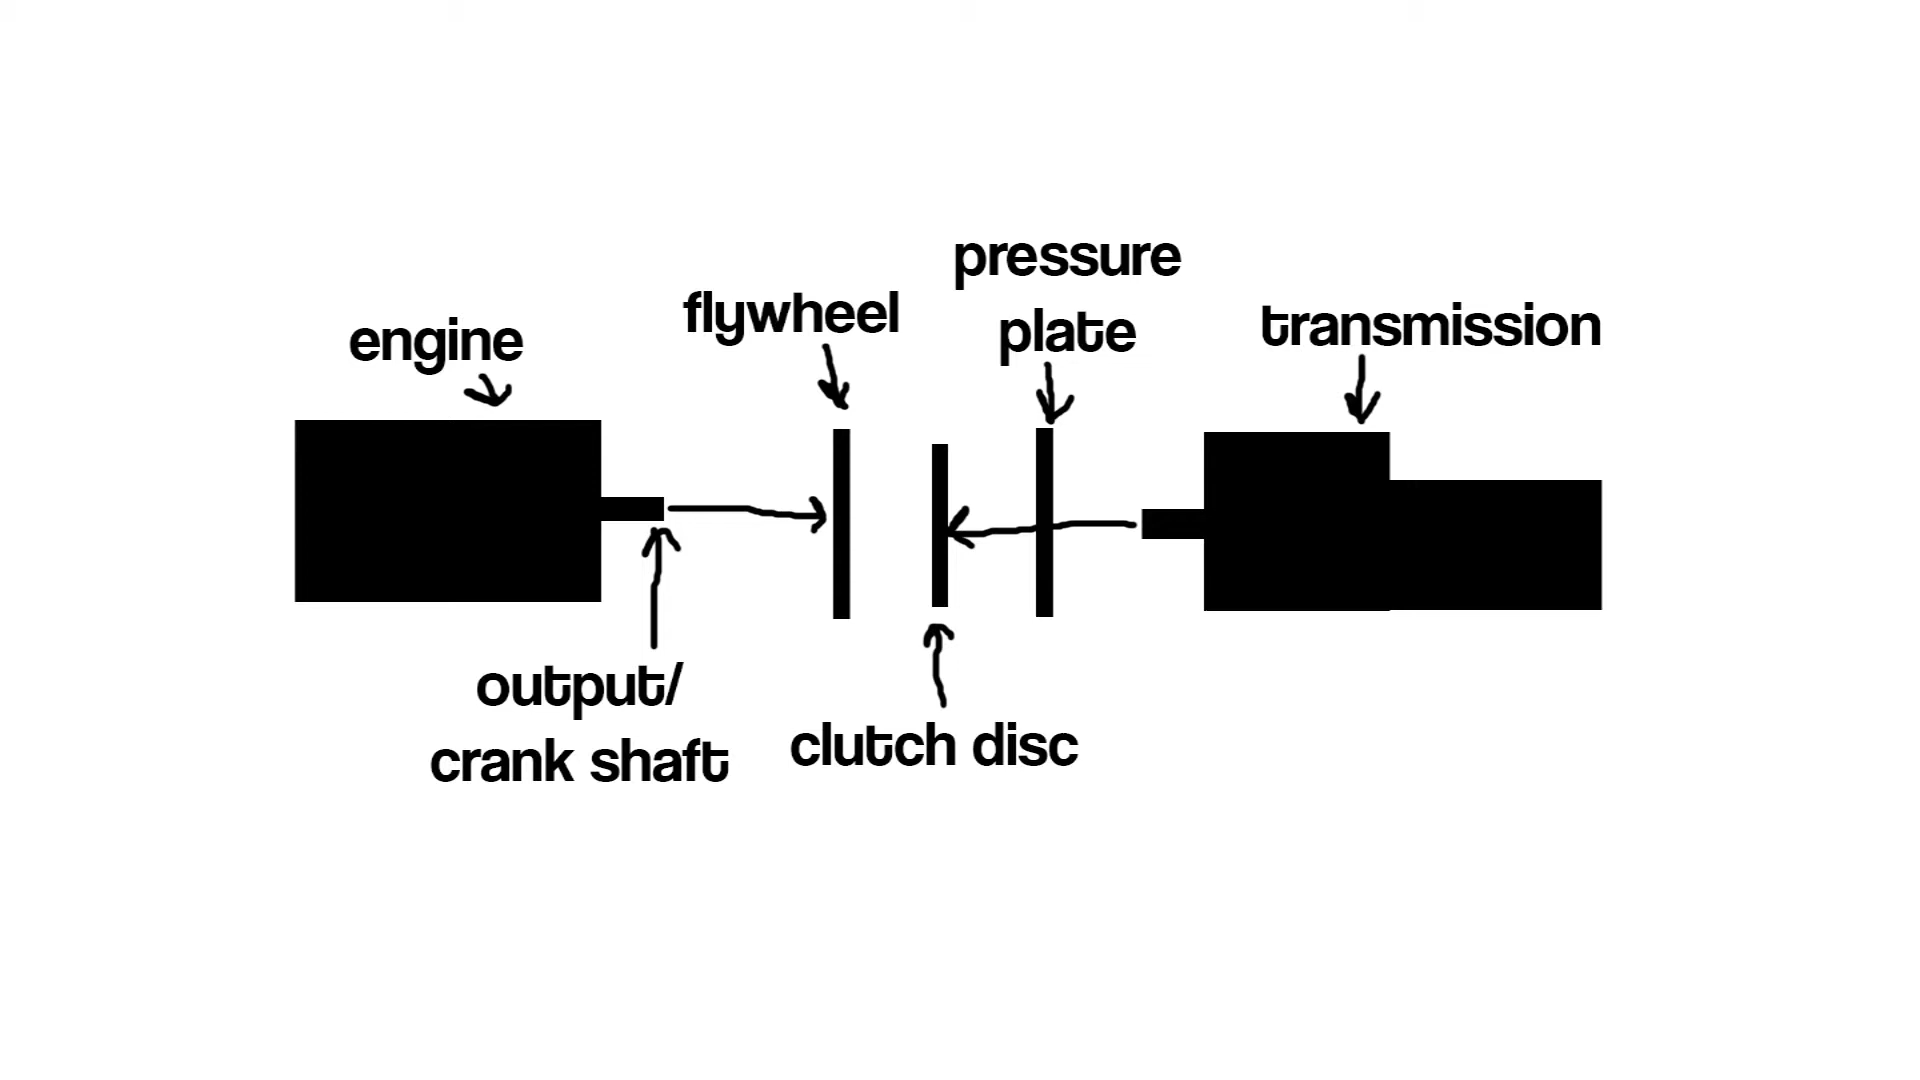 engine
flywheel
pressure
plate
transmission
output/
crank shaft
clutch disc